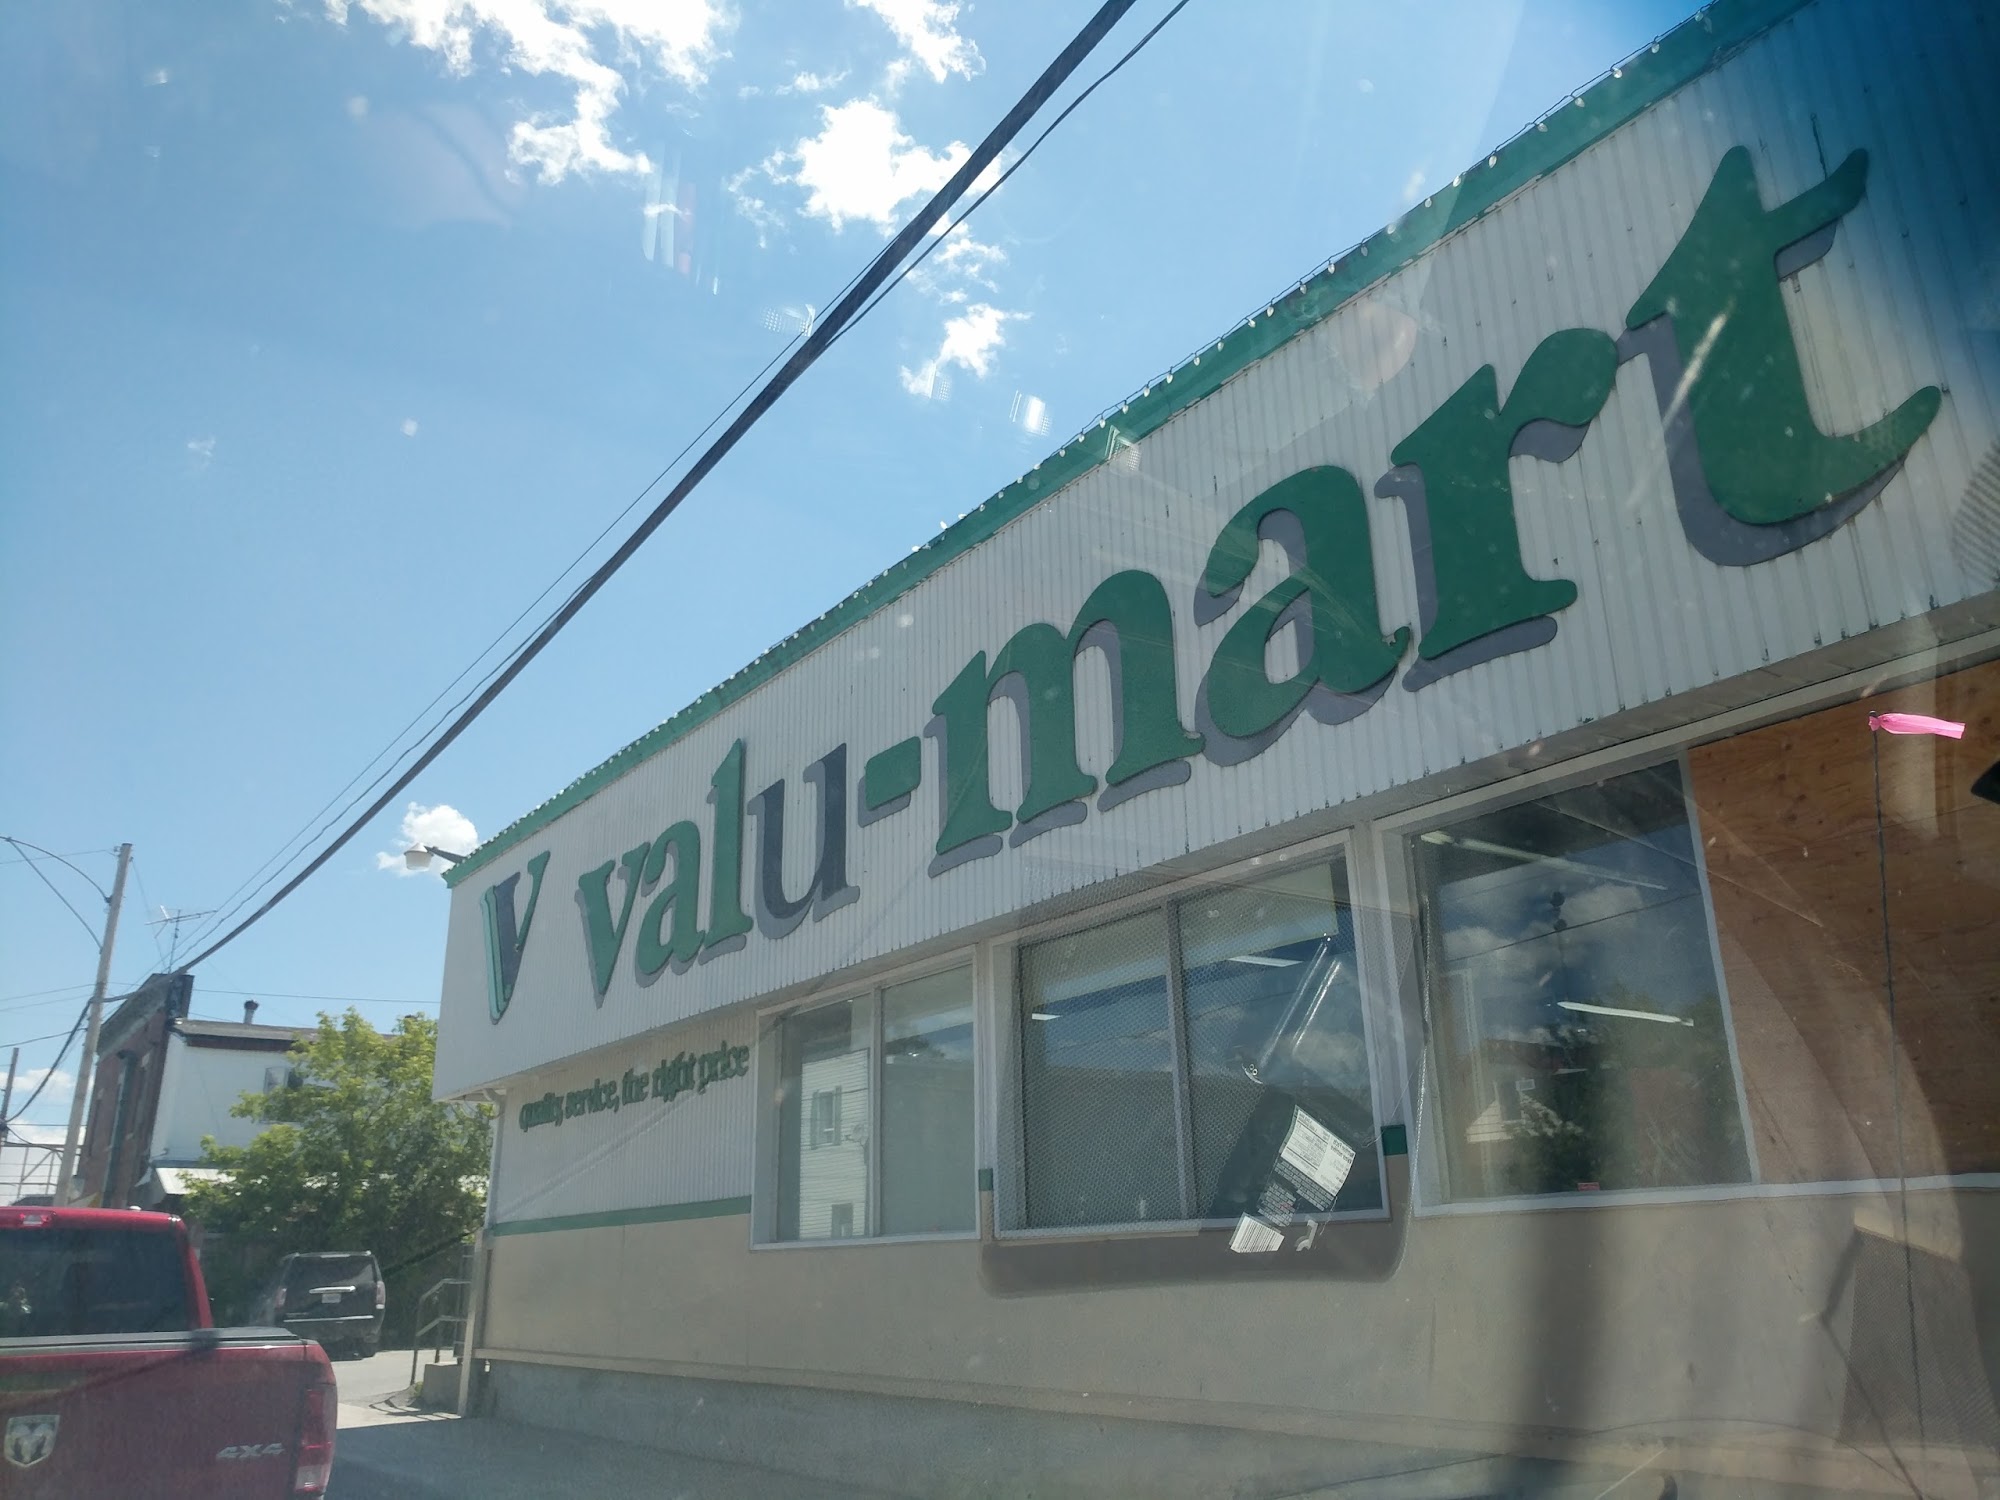 V valu-mart
quality, service, the right price
4X4